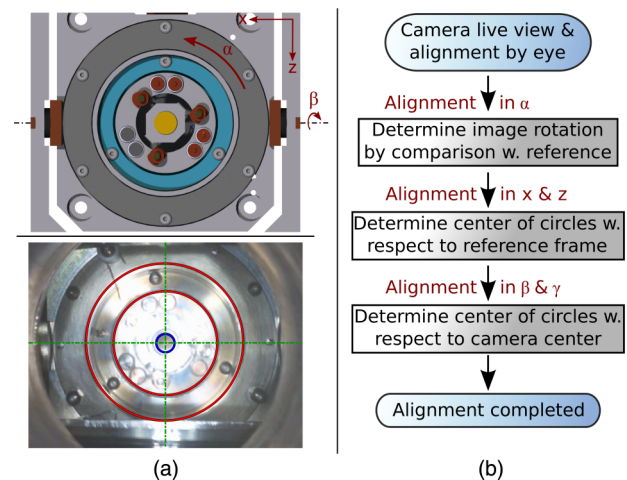 x
α
z
β
(a)
Camera live view &
alignment by eye
Alignment in α
Determine image rotation
by comparison w. reference
Alignment in x & z
Determine center of circles w.
respect to reference frame
Alignment in β & γ
Determine center of circles w.
respect to camera center
Alignment completed
(b)